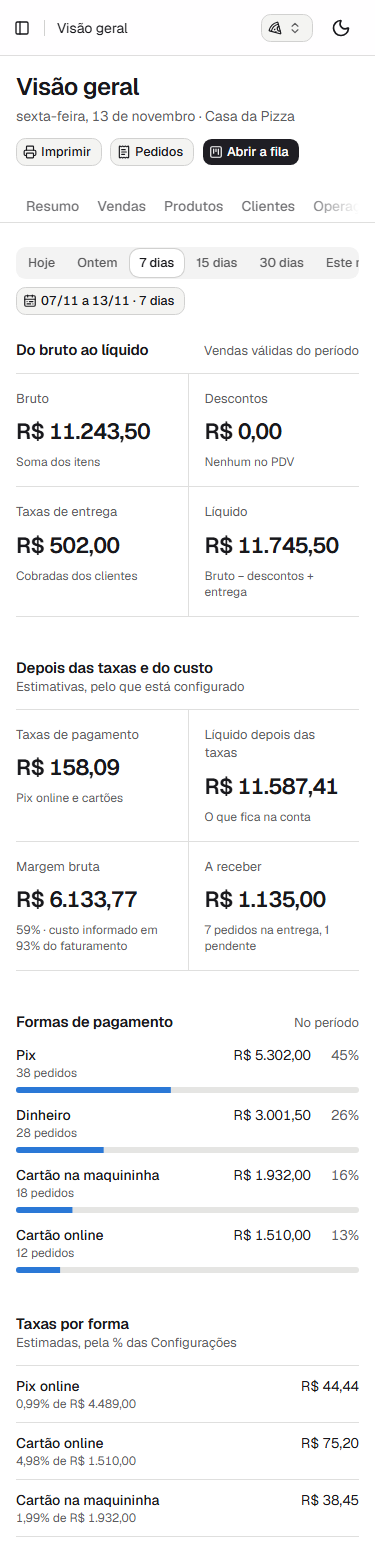 Visão geral
Visão geral
sexta-feira, 13 de novembro · Casa da Pizza
Imprimir Pedidos Abrir a fila
Resumo Vendas Produtos Clientes Opera
Hoje Ontem 7 dias 15 dias 30 dias Este
07/11 a 13/11 · 7 dias
Do bruto ao líquido Vendas válidas do período
Bruto
R$ 11.243,50
Soma dos itens
Descontos
R$ 0,00
Nenhum no PDV
Taxas de entrega
R$ 502,00
Cobradas dos clientes
Líquido
R$ 11.745,50
Bruto – descontos +
entrega
Depois das taxas e do custo
Estimativas, pelo que está configurado
Taxas de pagamento
R$ 158,09
Pix online e cartões
Líquido depois das
taxas
R$ 11.587,41
O que fica na conta
Margem bruta
R$ 6.133,77
59% · custo informado em
93% do faturamento
A receber
R$ 1.135,00
7 pedidos na entrega, 1
pendente
Formas de pagamento No período
Pix R$ 5.302,00 45%
38 pedidos
Dinheiro R$ 3.001,50 26%
28 pedidos
Cartão na maquininha R$ 1.932,00 16%
18 pedidos
Cartão online R$ 1.510,00 13%
12 pedidos
Taxas por forma
Estimadas, pela % das Configurações
Pix online R$ 44,44
0,99% de R$ 4.489,00
Cartão online R$ 75,20
4,98% de R$ 1.510,00
Cartão na maquininha R$ 38,45
1,99% de R$ 1.932,00